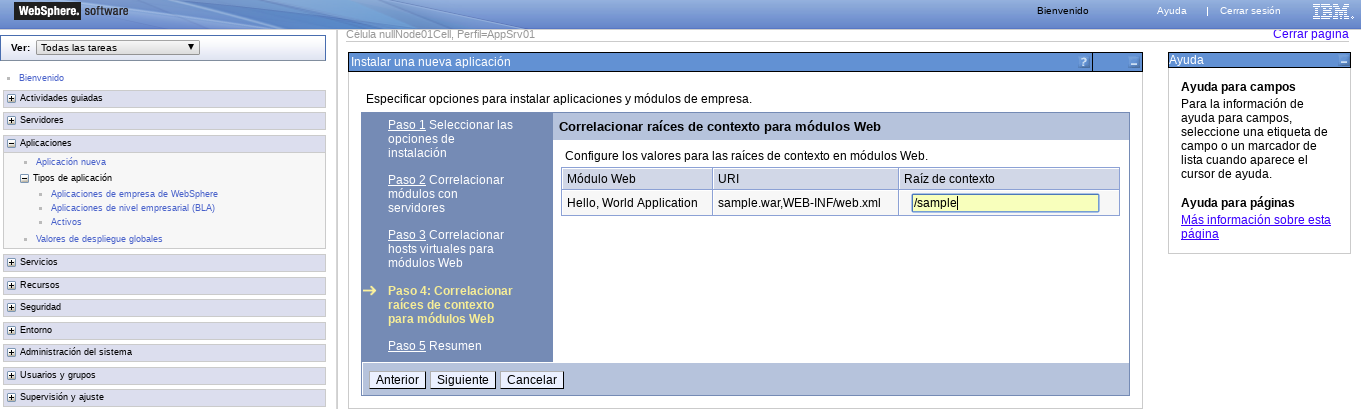 WebSphere. software
Bienvenido
Ayuda | Cerrar sesión
IBM.
Ver: Todas las tareas
Bienvenido
Actividades guiadas
Servidores
Aplicaciones
Aplicación nueva
Tipos de aplicación
Aplicaciones de empresa de WebSphere
Aplicaciones de nivel empresarial (BLA)
Activos
Valores de despliegue globales
Servicios
Recursos
Seguridad
Entorno
Administración del sistema
Usuarios y grupos
Supervisión y ajuste
Célula nullNode01Cell, Perfil=AppSrv01
Cerrar página
Instalar una nueva aplicación
?
Especificar opciones para instalar aplicaciones y módulos de empresa.
Paso 1 Seleccionar las
opciones de
instalación
Paso 2 Correlacionar
módulos con
servidores
Paso 3 Correlacionar
hosts virtuales para
módulos Web
Paso 4: Correlacionar
raíces de contexto
para módulos Web
Paso 5 Resumen
Correlacionar raíces de contexto para módulos Web
Configure los valores para las raíces de contexto en módulos Web.
Módulo Web URI Raíz de contexto
Hello, World Application sample.war,WEB-INF/web.xml /sample
Anterior Siguiente Cancelar
Ayuda
Ayuda para campos
Para la información de
ayuda para campos,
seleccione una etiqueta de
campo o un marcador de
lista cuando aparece el
cursor de ayuda.
Ayuda para páginas
Más información sobre esta
página